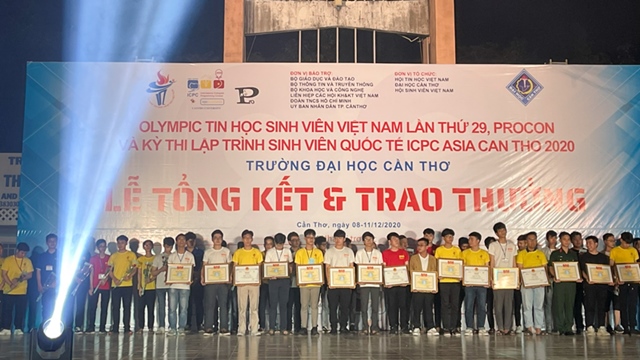 ĐƠN VỊ BẢO TRỢ:
BỘ GIÁO DỤC VÀ ĐÀO TẠO
BỘ THÔNG TIN VÀ TRUYỀN THÔNG
BỘ KHOA HỌC VÀ CÔNG NGHỆ
LIÊN HIỆP CÁC HỘI KH&KT VIỆT NAM
ĐOÀN TNCS HỒ CHÍ MINH
UỶ BAN NHÂN DÂN TP. CẦN THƠ
ĐƠN VỊ TỔ CHỨC:
HỘI TIN HỌC VIỆT NAM
ĐẠI HỌC CẦN THƠ
HỘI SINH VIÊN VIỆT NAM
OLYMPIC TIN HỌC SINH VIÊN VIỆT NAM LẦN THỨ 29, PROCON
VÀ KỲ THI LẬP TRÌNH SINH VIÊN QUỐC TẾ ICPC ASIA CAN THO 2020
TRƯỜNG ĐẠI HỌC CẦN THƠ
LỄ TỔNG KẾT & TRAO THƯỞNG
Cần Thơ, ngày 08-11/12/2020